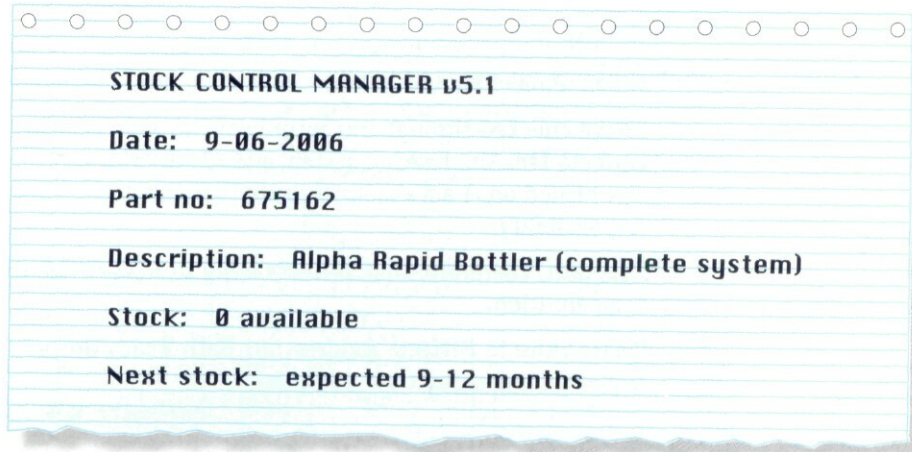 STOCK CONTROL MANAGER v5.1
Date: 9-06-2006
Part no: 675162
Description: Alpha Rapid Bottler (complete system)
Stock: 0 available
Next stock: expected 9-12 months